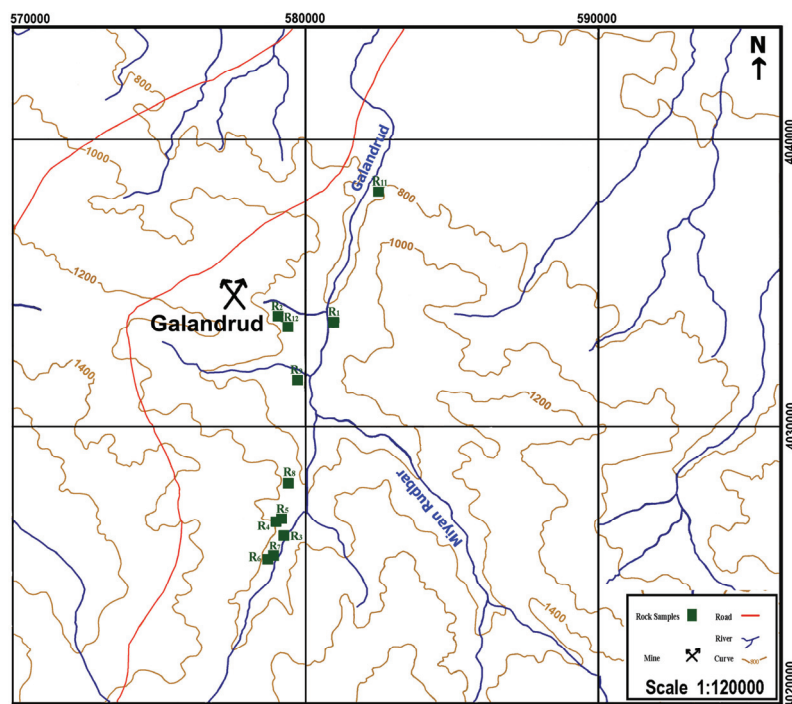 570000
580000
590000
N
800
4040000
1000
Galandrud
R11
800
1000
1200
Galandrud
R2
R12
R1
1400
1200
4030000
R8
Miyan Rudbar
R5
R4
R3
R7
R6
1400
Rock Samples
Road
River
Mine
Curve
800
Scale 1:120000
4020000